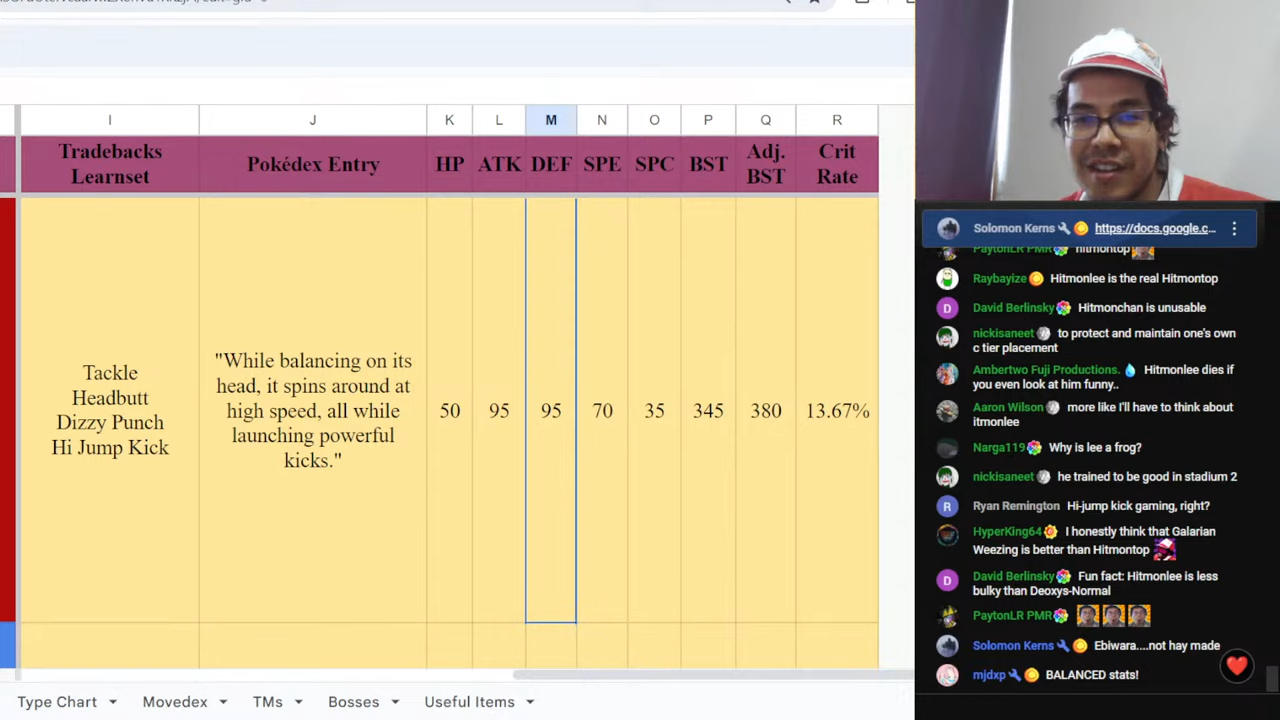 I J K L M N O P Q R
Tradebacks
Learnset
Pokédex Entry
HP ATK DEF SPE SPC BST
Adj.
BST
Crit
Rate
Tackle
Headbutt
Dizzy Punch
Hi Jump Kick
"While balancing on its
head, it spins around at
high speed, all while
launching powerful
kicks."
50 95 95 70 35 345 380 13.67%
Type Chart Movedex TMs Bosses Useful Items
Solomon Kerns https://docs.google.c...
PaytonLR PMR hitmontop
Raybayize Hitmonlee is the real Hitmontop
David Berlinsky Hitmonchan is unusable
nickisaneet to protect and maintain one's own
c tier placement
Ambertwo Fuji Productions. Hitmonlee dies if
you even look at him funny..
Aaron Wilson more like I'll have to think about
itmonlee
Narga119 Why is lee a frog?
nickisaneet he trained to be good in stadium 2
R Ryan Remington Hi-jump kick gaming, right?
HyperKing64 I honestly think that Galarian
Weezing is better than Hitmontop
D David Berlinsky Fun fact: Hitmonlee is less
bulky than Deoxys-Normal
PaytonLR PMR
Solomon Kerns Ebiwara....not hay made
mjdxp BALANCED stats!